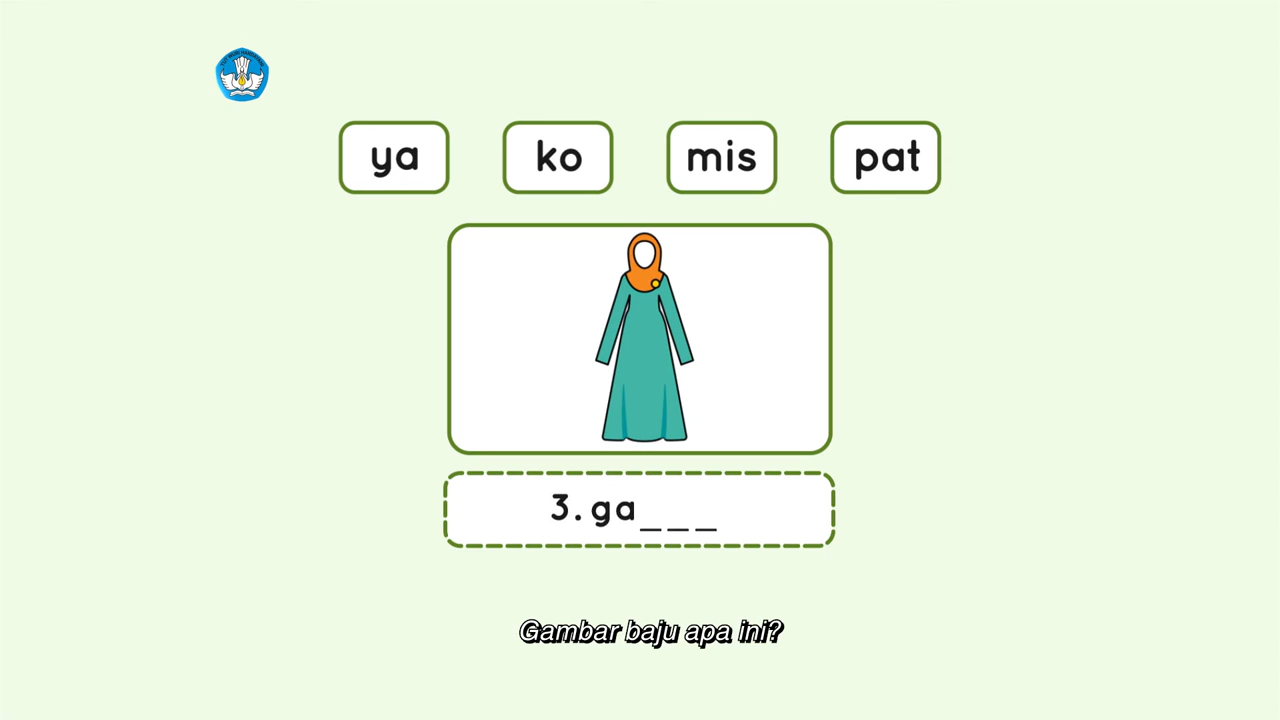 ya ko mis pat
3. ga___
Gambar baju apa ini?